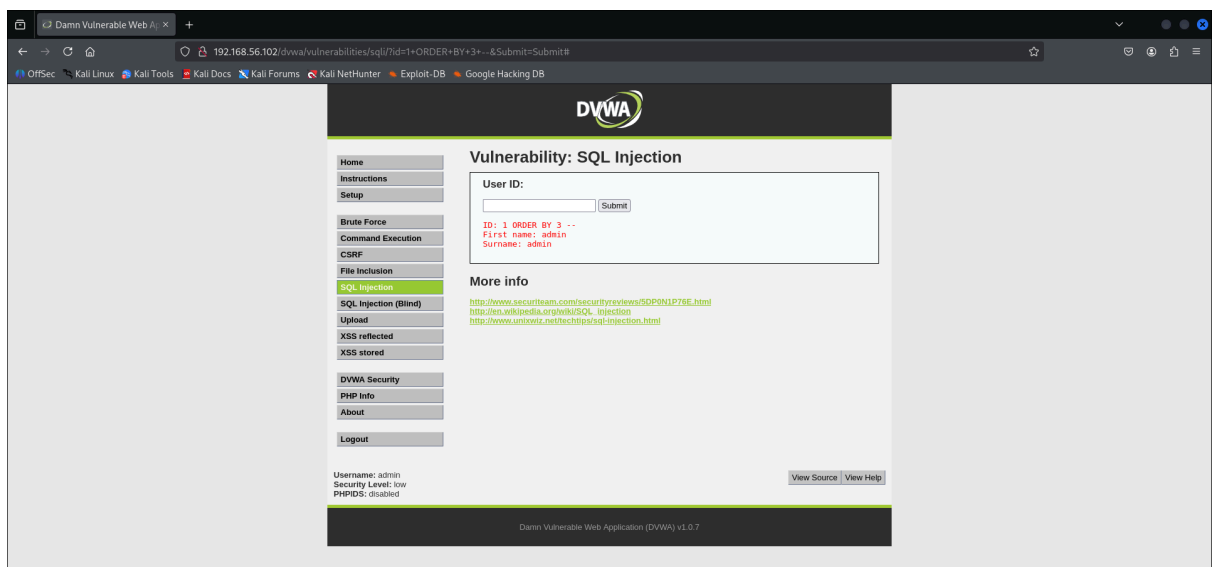 Damn Vulnerable Web Ap
192.168.56.102/dvwa/vulnerabilities/sqli/?id=1+ORDER+BY+3+--&Submit=Submit#
OffSec Kali Linux Kali Tools Kali Docs Kali Forums Kali NetHunter Exploit-DB Google Hacking DB
DVWA
Home
Instructions
Setup
Brute Force
Command Execution
CSRF
File Inclusion
SQL Injection
SQL Injection (Blind)
Upload
XSS reflected
XSS stored
DVWA Security
PHP Info
About
Logout
Vulnerability: SQL Injection
User ID:
Submit
ID: 1 ORDER BY 3 --
First name: admin
Surname: admin
More info
http://www.securiteam.com/securityreviews/5DP0N1P76E.html
http://en.wikipedia.org/wiki/SQL_injection
http://www.unixwiz.net/techtips/sql-injection.html
Username: admin
Security Level: low
PHPIDS: disabled
View Source View Help
Damn Vulnerable Web Application (DVWA) v1.0.7